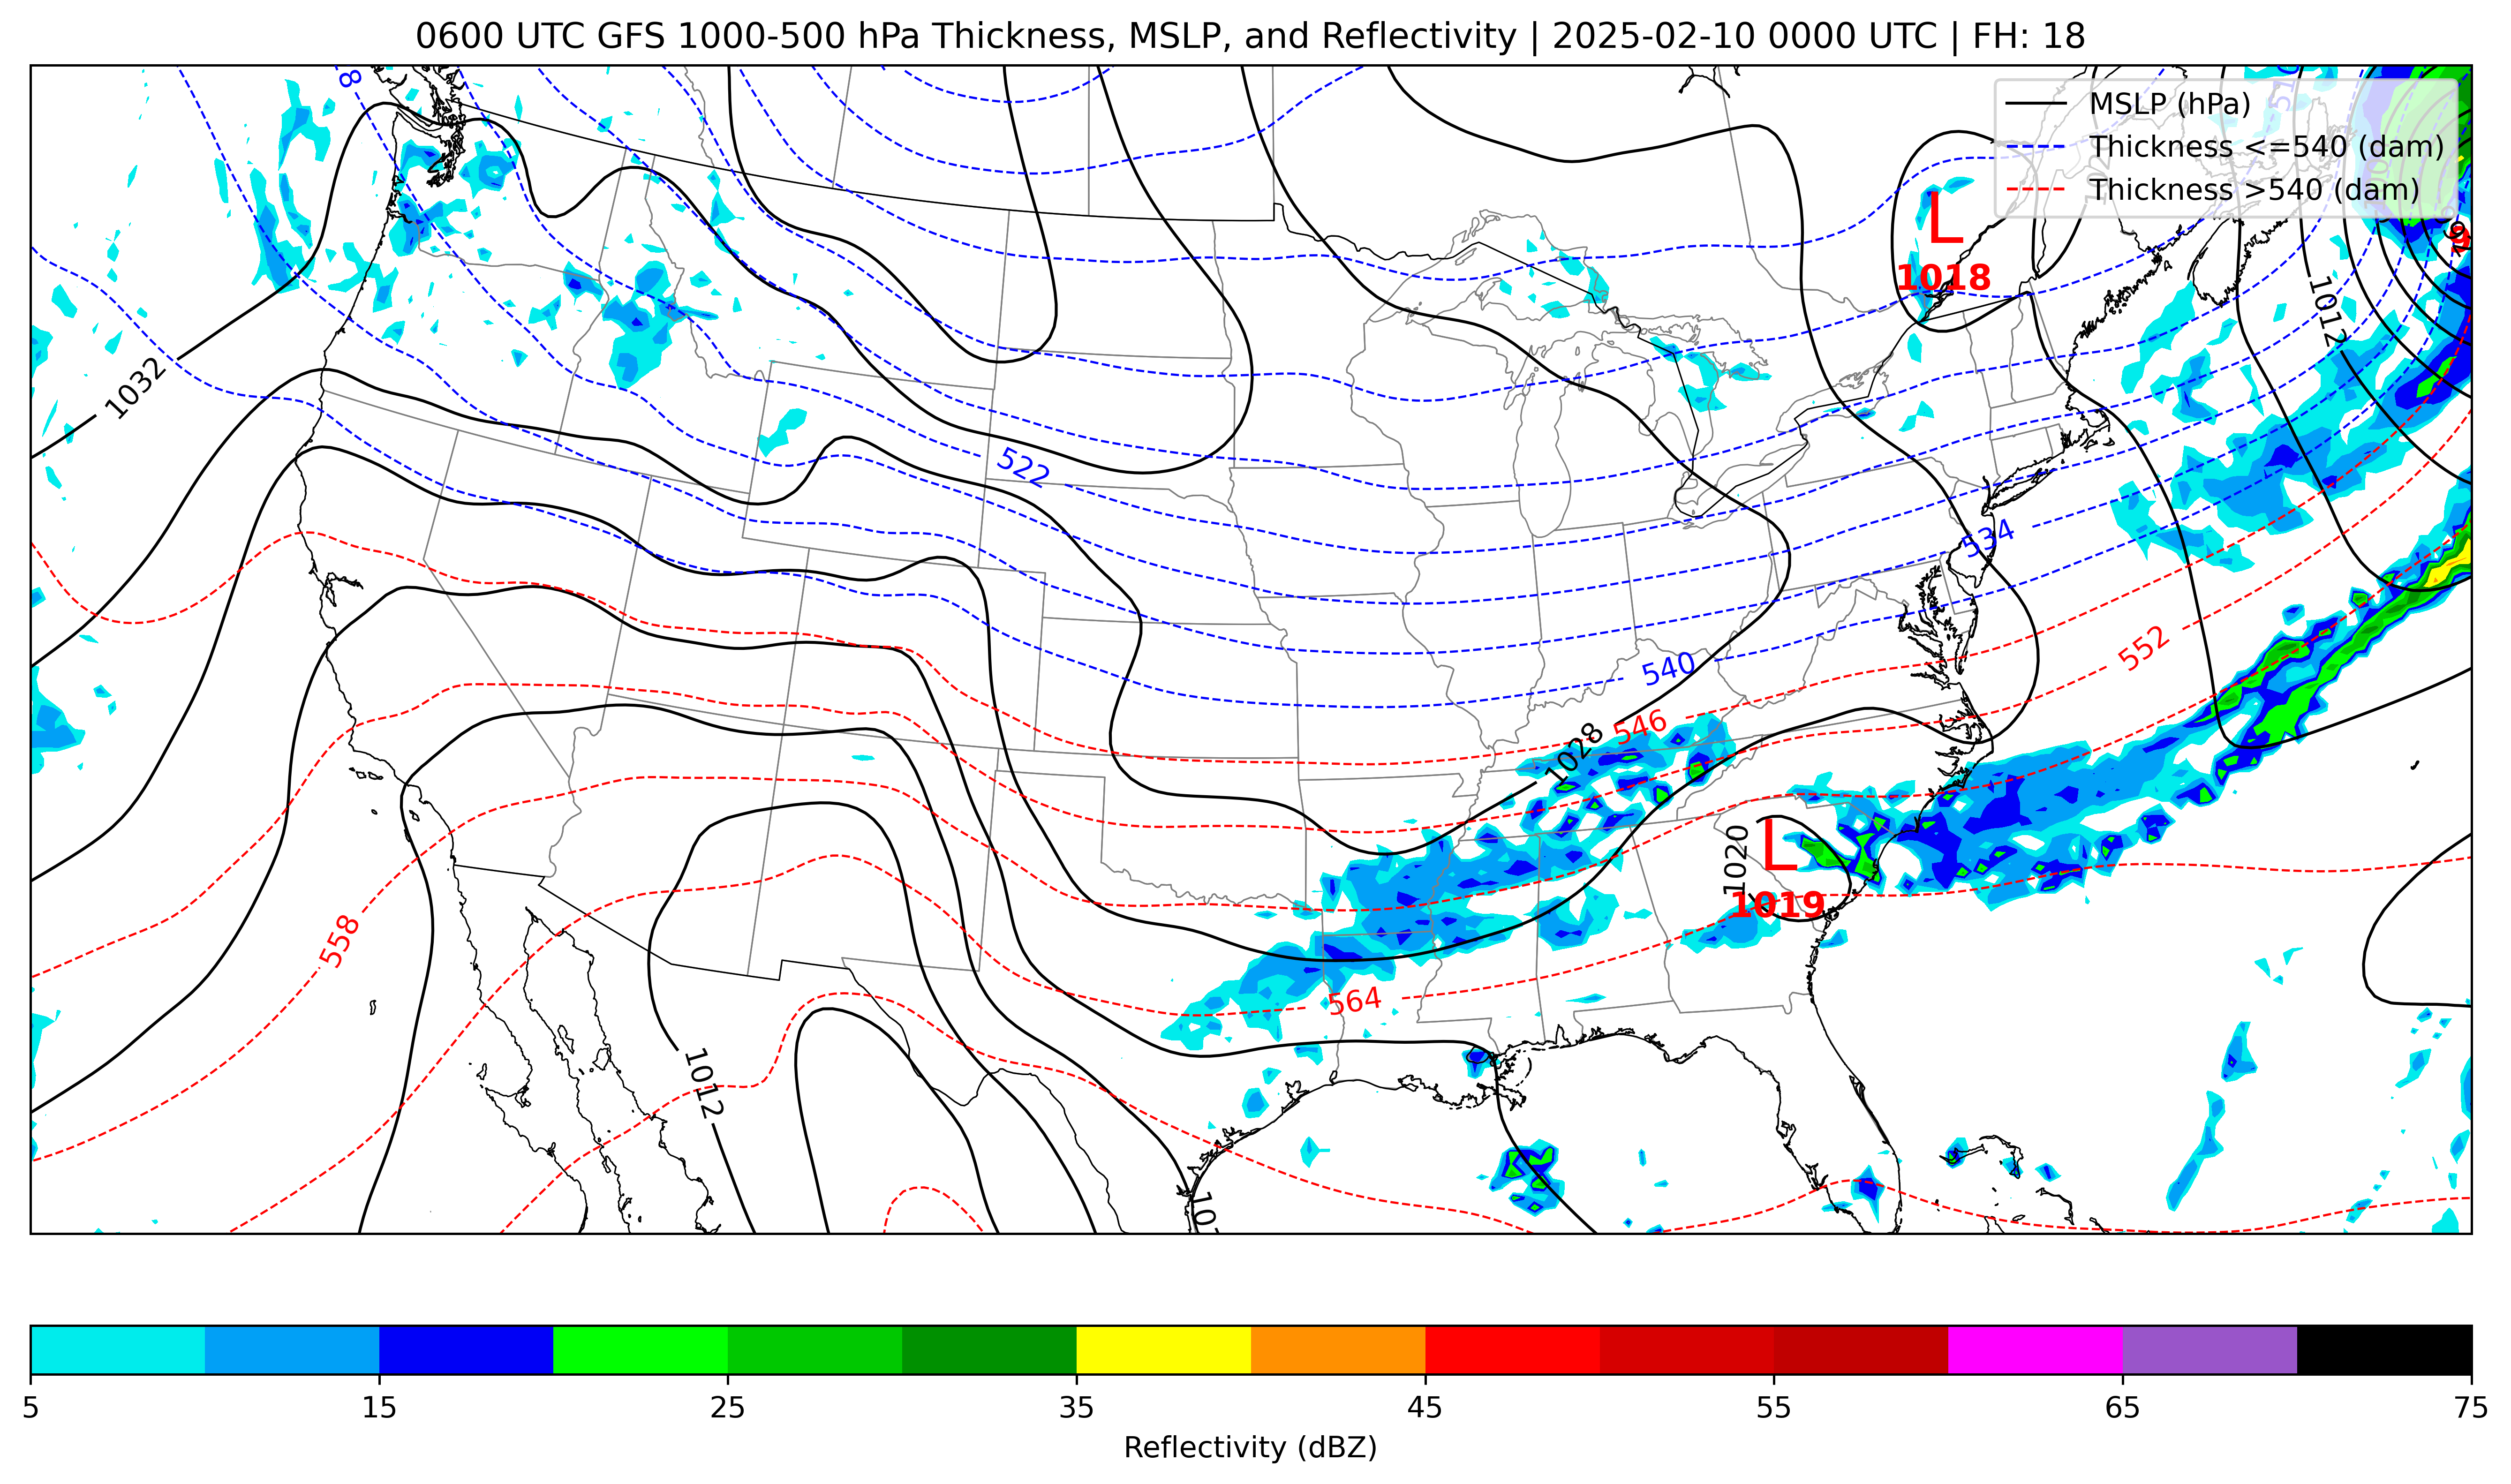 0600 UTC GFS 1000-500 hPa Thickness, MSLP, and Reflectivity | 2025-02-10 0000 UTC | FH: 18
8
MSLP (hPa)
Thickness <=540 (dam)
Thickness >540 (dam)
L
1018
9
1012
1032
522
534
540
552
546
1028
1020
L
1019
558
564
1012
5 15 25 35 45 55 65 75
Reflectivity (dBZ)